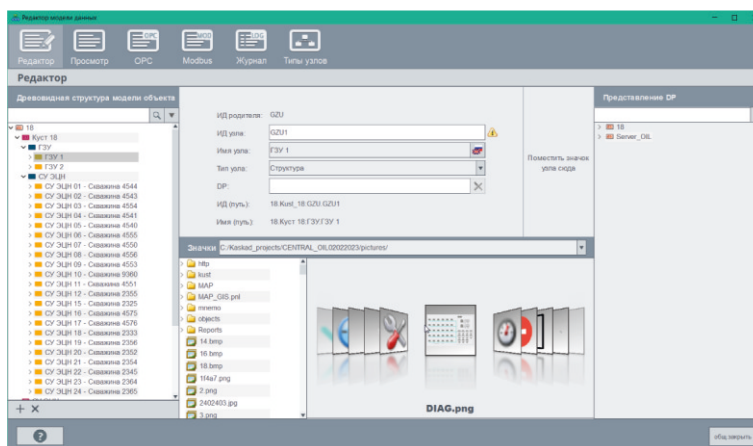 Редактор модели данных
Редактор
Просмотр
OPC
Modbus
Журнал
Типы узлов
Редактор
Древовидная структура модели объекта
18
Куст 18
ГЗУ
ГЗУ 1
ГЗУ 2
СУ ЭЦН
СУ ЭЦН 01 - Скважина 4544
СУ ЭЦН 02 - Скважина 4543
СУ ЭЦН 03 - Скважина 4554
СУ ЭЦН 04 - Скважина 4541
СУ ЭЦН 05 - Скважина 4540
СУ ЭЦН 06 - Скважина 4555
СУ ЭЦН 07 - Скважина 4550
СУ ЭЦН 08 - Скважина 4556
СУ ЭЦН 09 - Скважина 4553
СУ ЭЦН 10 - Скважина 9360
СУ ЭЦН 11 - Скважина 4551
СУ ЭЦН 12 - Скважина 2355
СУ ЭЦН 15 - Скважина 2325
СУ ЭЦН 16 - Скважина 4575
СУ ЭЦН 17 - Скважина 4576
СУ ЭЦН 18 - Скважина 2333
СУ ЭЦН 19 - Скважина 2356
СУ ЭЦН 20 - Скважина 2352
СУ ЭЦН 21 - Скважина 2354
СУ ЭЦН 22 - Скважина 2345
СУ ЭЦН 23 - Скважина 2364
СУ ЭЦН 24 - Скважина 2365
ИД родителя: GZU
ИД узла: GZU1
Имя узла: ГЗУ 1
Тип узла: Структура
DP:
ИД (путь): 18.Kust_18.GZU.GZU1
Имя (путь): 18.Куст 18.ГЗУ.ГЗУ 1
Поместить значок
узла сюда
Значки C:/Kaskad_projects/CENTRAL_OIL02022023/pictures/
http
kust
MAP
MAP_GIS.pnl
mnemo
objects
Reports
14.bmp
16.bmp
18.bmp
1f4a7.png
2.png
2402403.jpg
3.png
DIAG.png
Представление DP
18
Server_OIL
общ.закрыть